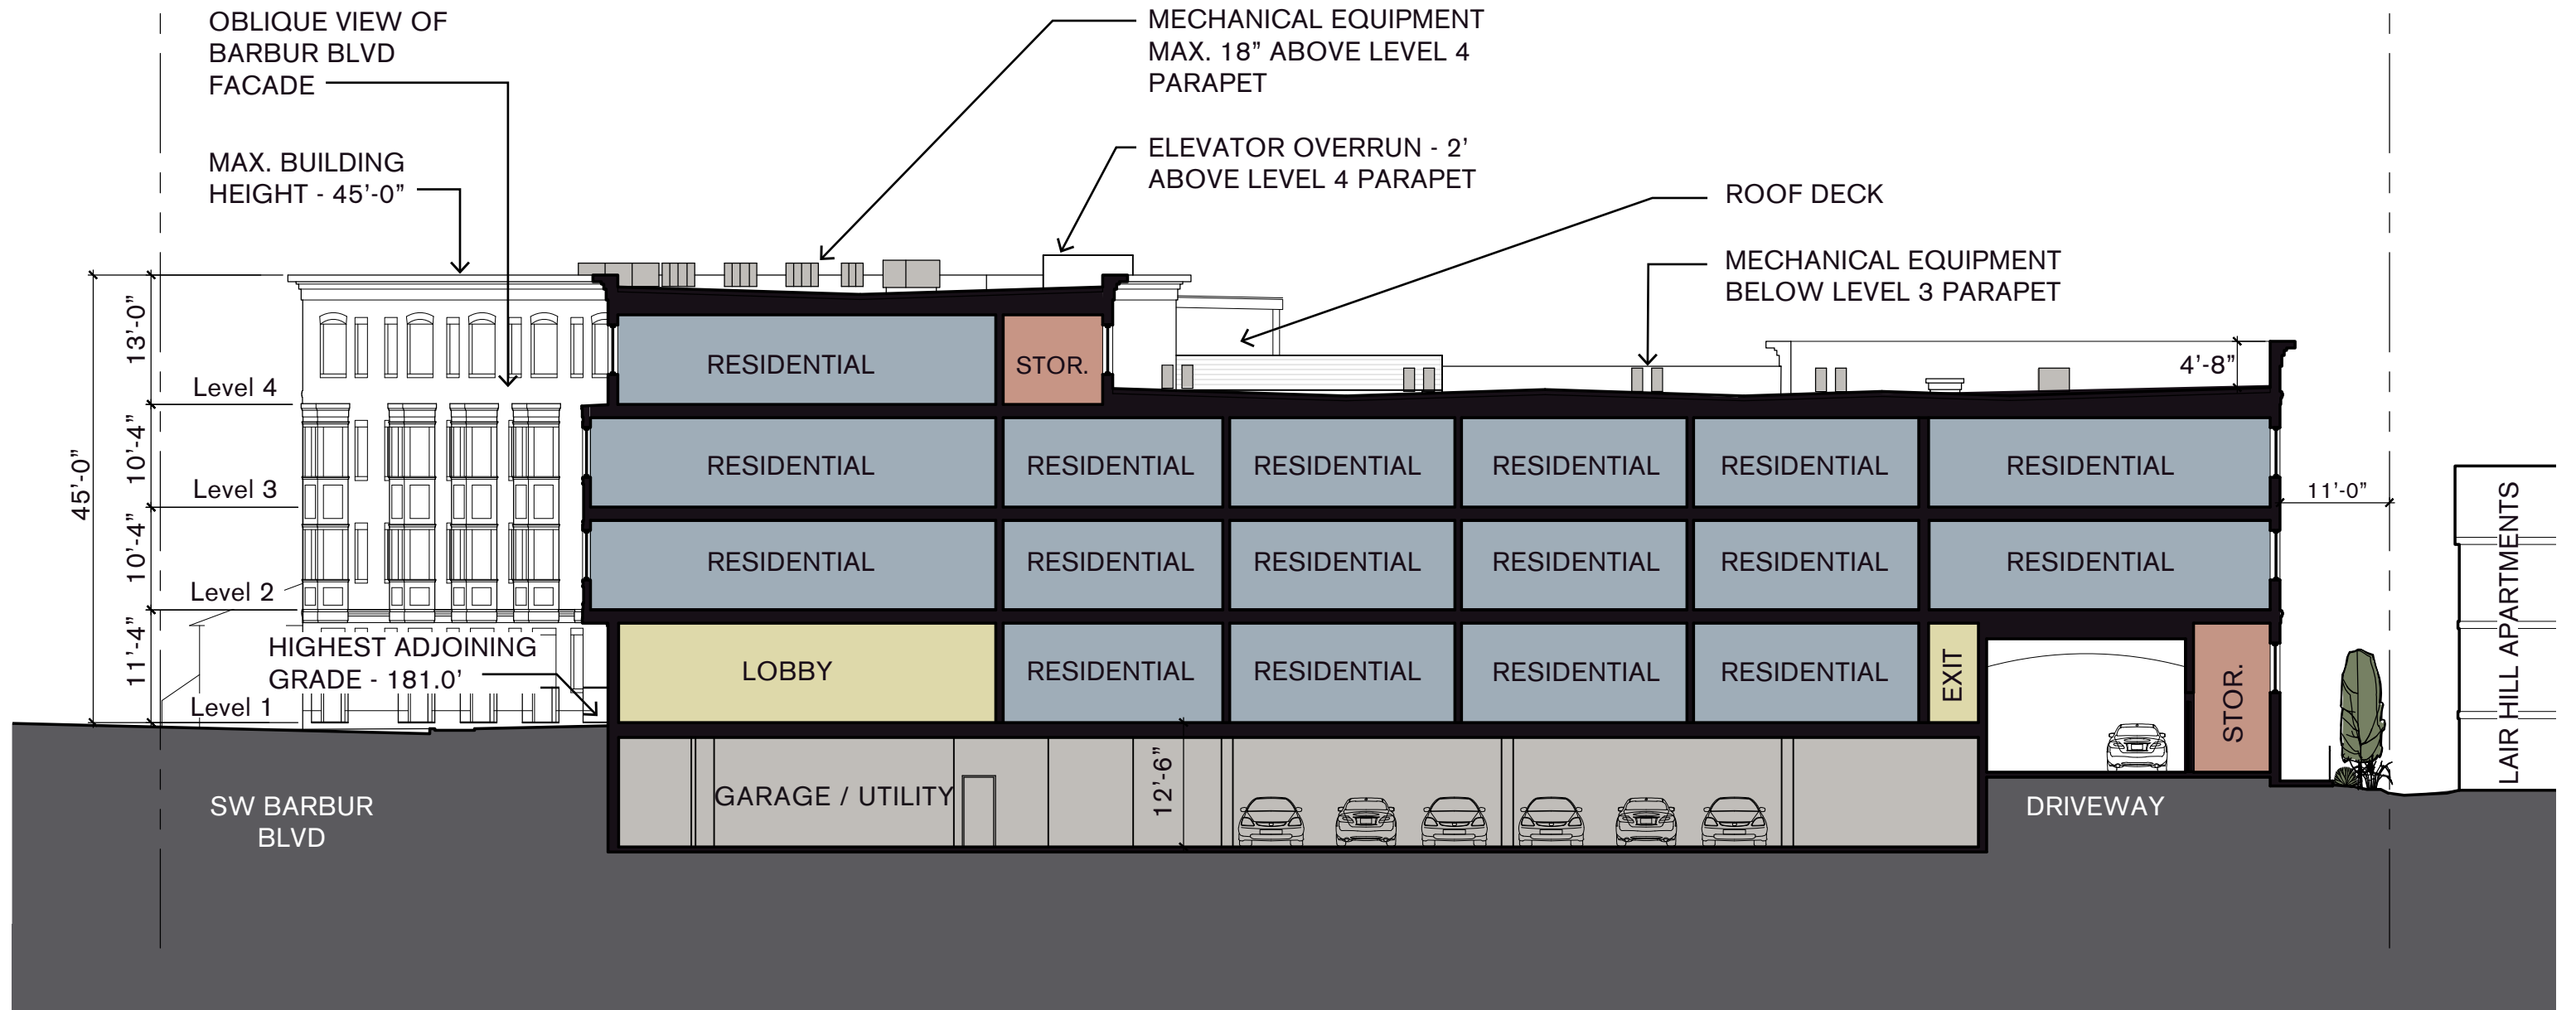 OBLIQUE VIEW OF
BARBUR BLVD
FACADE
MAX. BUILDING
HEIGHT - 45'-0”
MECHANICAL EQUIPMENT
MAX. 18” ABOVE LEVEL 4
PARAPET
ELEVATOR OVERRUN - 2'
ABOVE LEVEL 4 PARAPET
ROOF DECK
MECHANICAL EQUIPMENT
BELOW LEVEL 3 PARAPET
45'-0”
13'-0”
10'-4”
10'-4”
11'-4”
Level 4
Level 3
Level 2
Level 1
HIGHEST ADJOINING
GRADE - 181.0'
RESIDENTIAL
STOR.
4'-8”
RESIDENTIAL
RESIDENTIAL
RESIDENTIAL
RESIDENTIAL
RESIDENTIAL
RESIDENTIAL
11'-0”
RESIDENTIAL
RESIDENTIAL
RESIDENTIAL
RESIDENTIAL
RESIDENTIAL
RESIDENTIAL
LOBBY
RESIDENTIAL
RESIDENTIAL
RESIDENTIAL
RESIDENTIAL
EXIT
STOR.
LAIR HILL APARTMENTS
GARAGE / UTILITY
12'-6”
SW BARBUR
BLVD
DRIVEWAY